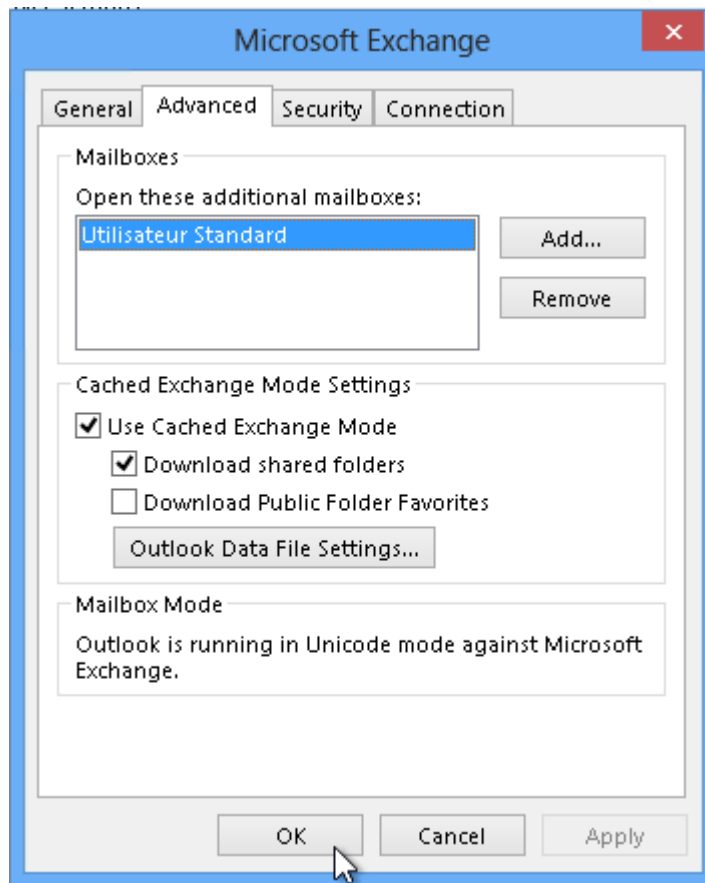 Microsoft Exchange
General Advanced Security Connection
Mailboxes
Open these additional mailboxes:
Utilisateur Standard
Add...
Remove
Cached Exchange Mode Settings
Use Cached Exchange Mode
Download shared folders
Download Public Folder Favorites
Outlook Data File Settings...
Mailbox Mode
Outlook is running in Unicode mode against Microsoft
Exchange.
OK Cancel Apply